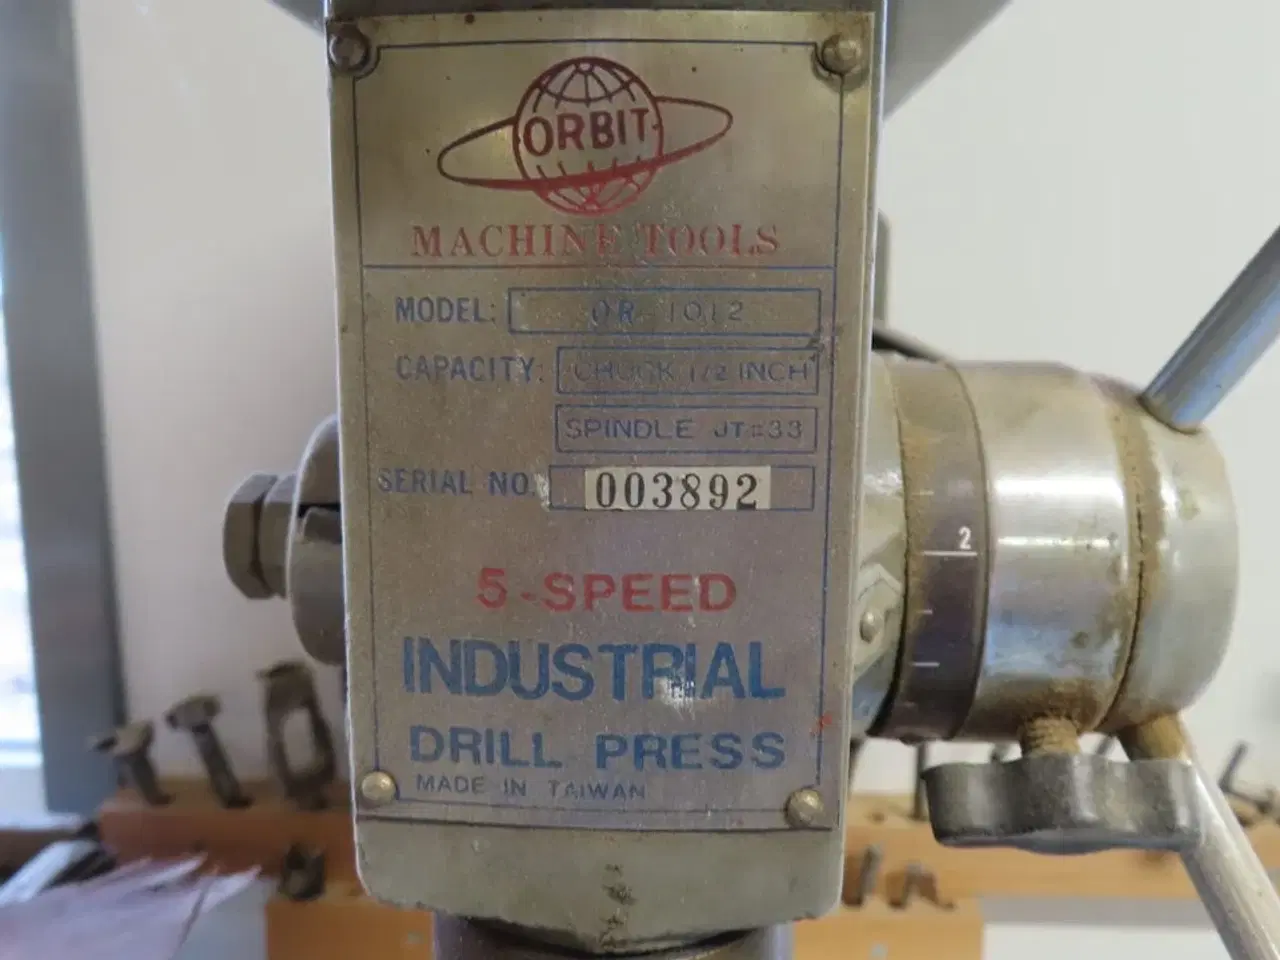 ORBIT
MACHINE TOOLS
MODEL: OR-1012
CAPACITY: CHUCK 1/2 INCH
SPINDLE JT#33
SERIAL NO. 003892
5-SPEED
INDUSTRIAL
DRILL PRESS
MADE IN TAIWAN
2